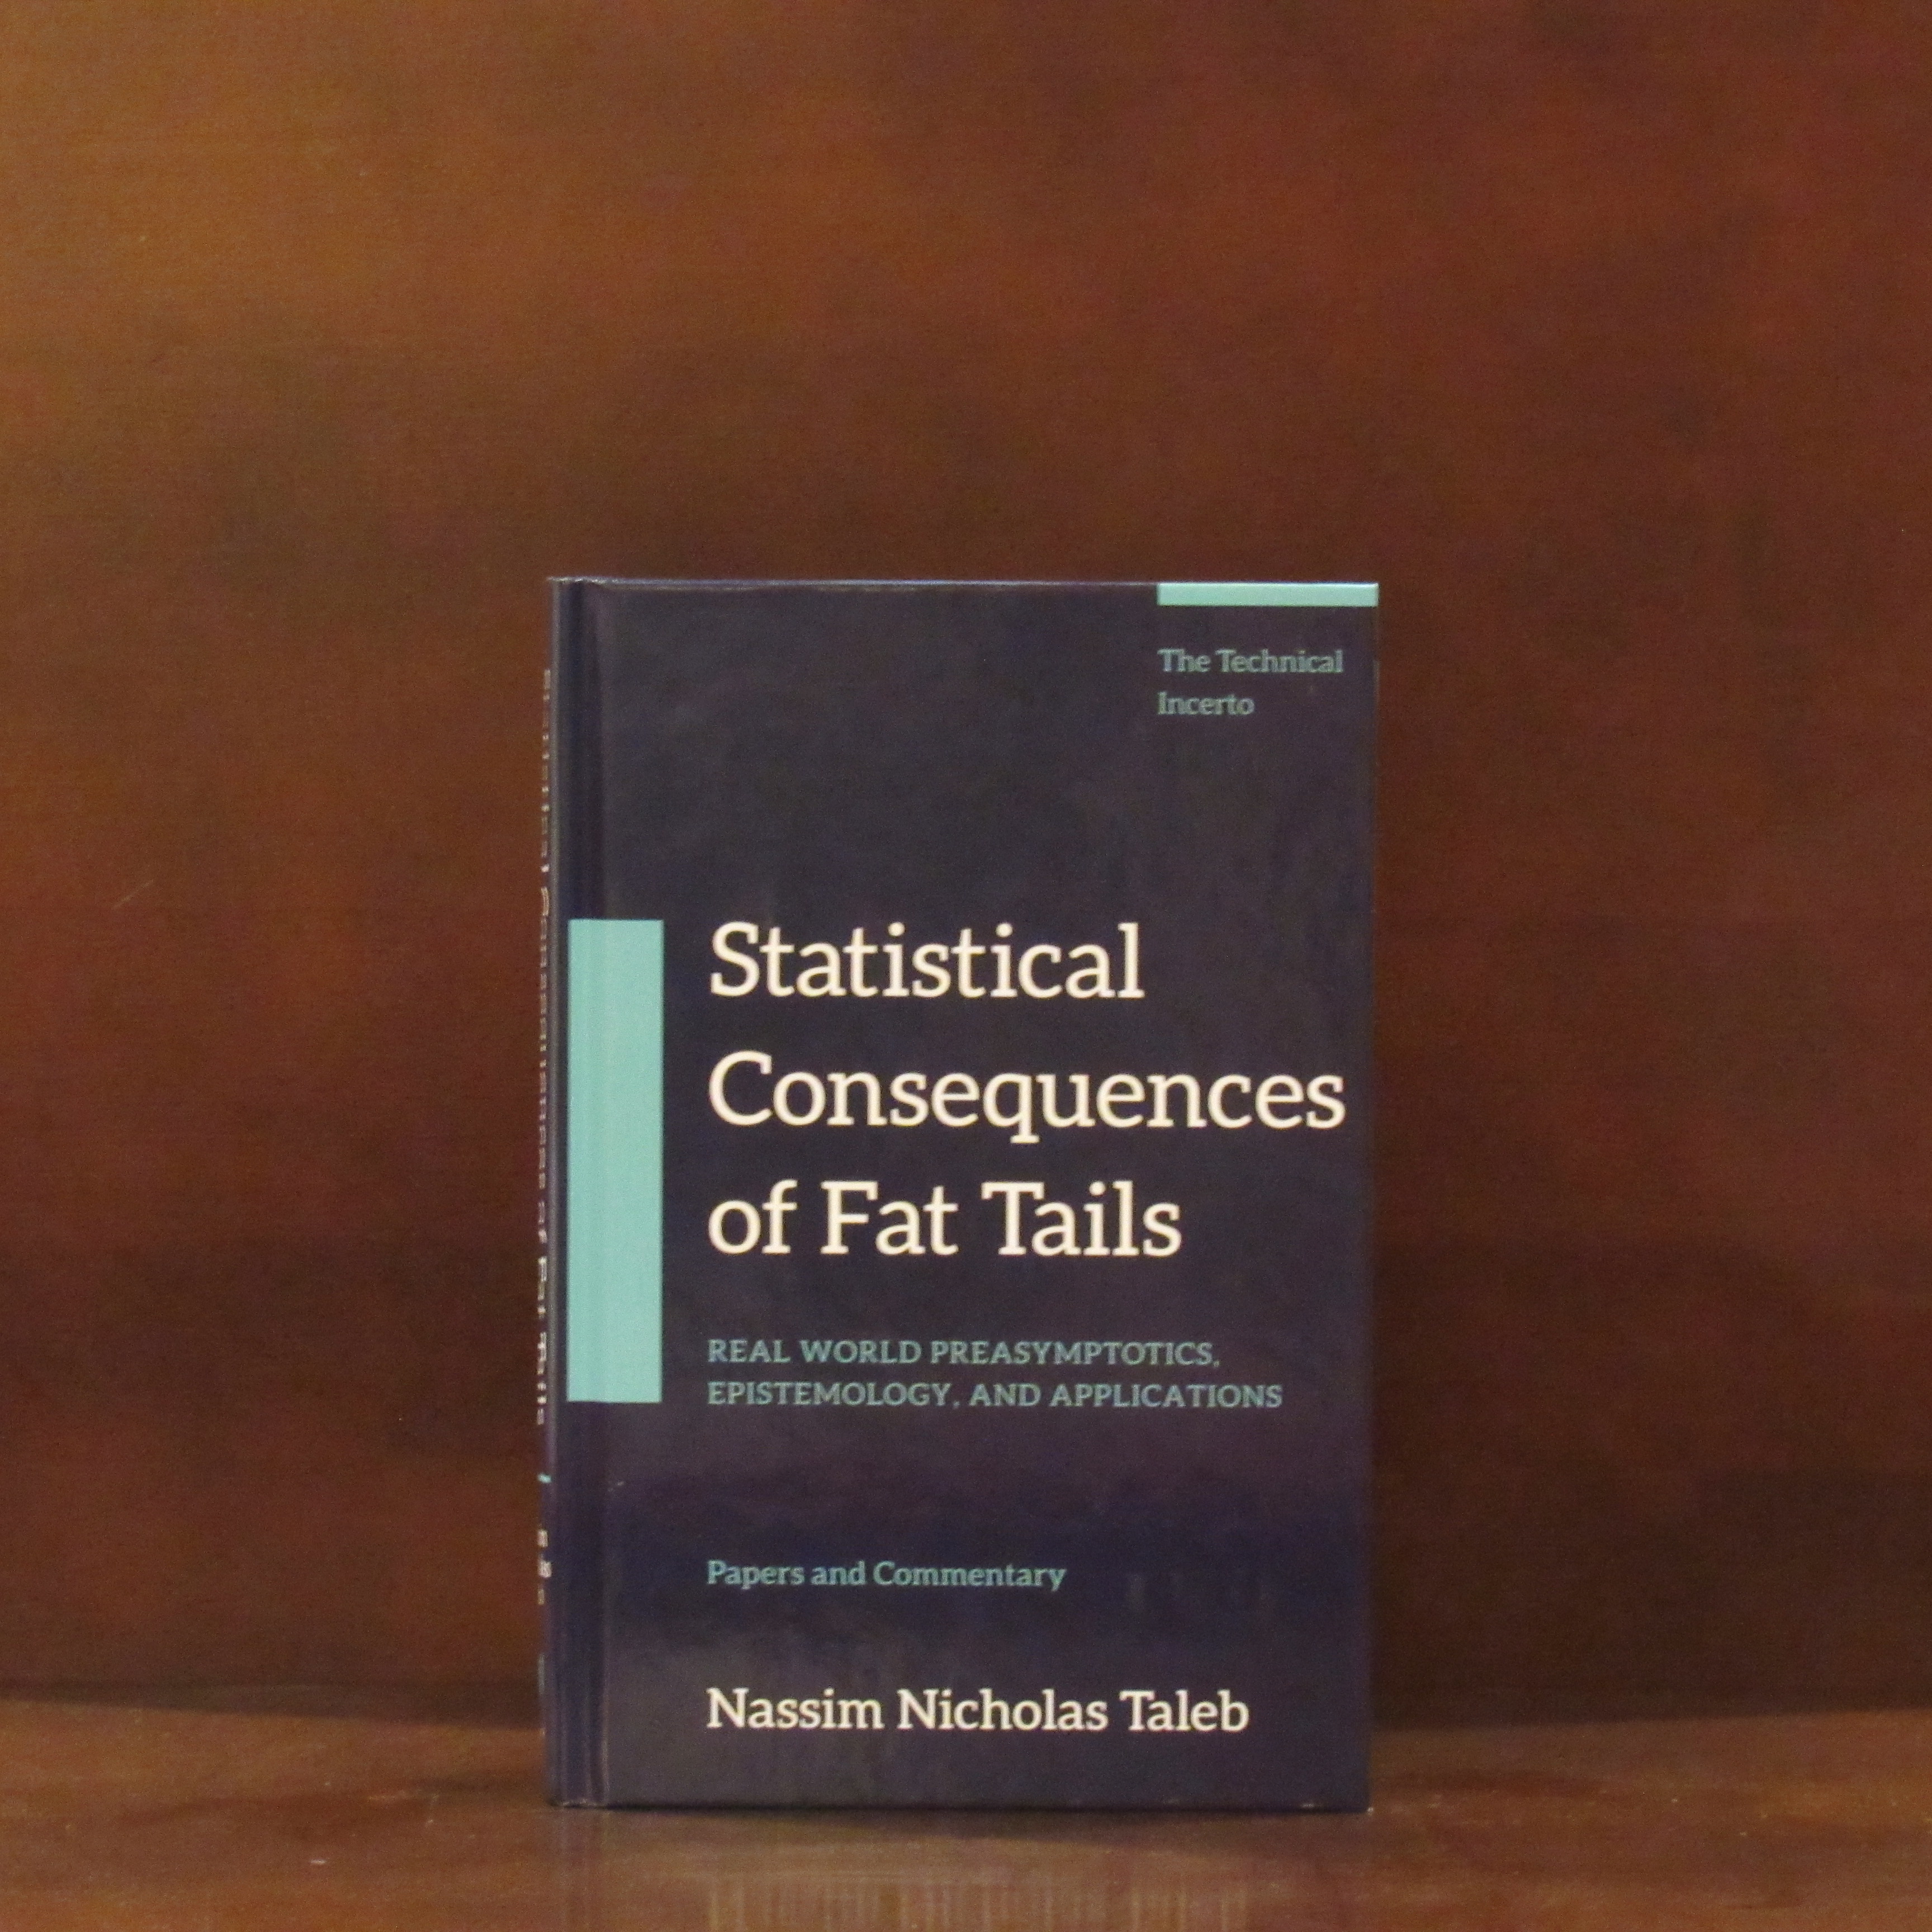 The Technical
Incerto
Statistical
Consequences
of Fat Tails
REAL WORLD PREASYMPTOTICS,
EPISTEMOLOGY, AND APPLICATIONS
Papers and Commentary
Nassim Nicholas Taleb